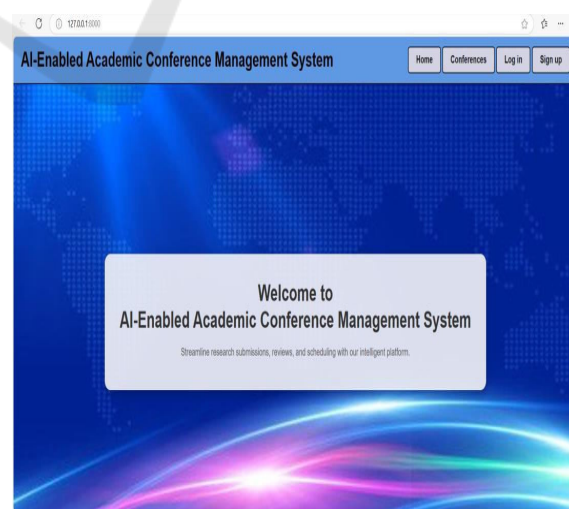 127.0.0.1:8000
AI-Enabled Academic Conference Management System
Home
Conferences
Log in
Sign up
Welcome to
AI-Enabled Academic Conference Management System
Streamline research submissions, reviews, and scheduling with our intelligent platform.